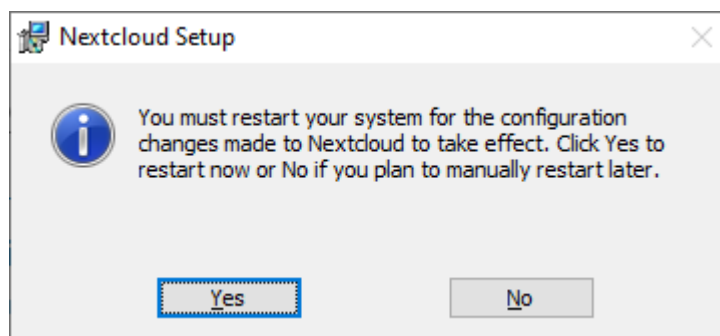 Nextcloud Setup
You must restart your system for the configuration
changes made to Nextcloud to take effect. Click Yes to
restart now or No if you plan to manually restart later.
Yes
No